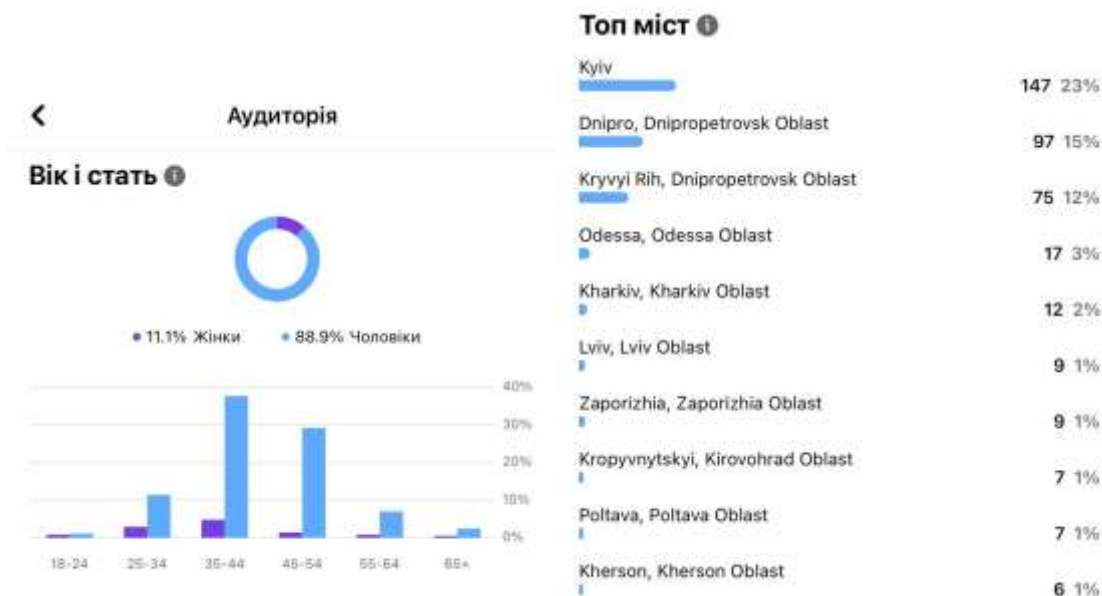 Аудиторія
Вік і стать
11.1% Жінки
88.9% Чоловіки
40%
30%
20%
10%
0%
18-24
25-34
35-44
45-54
55-64
65+
Топ міст
Kyiv
147 23%
Dnipro, Dnipropetrovsk Oblast
97 15%
Kryvyi Rih, Dnipropetrovsk Oblast
75 12%
Odessa, Odessa Oblast
17 3%
Kharkiv, Kharkiv Oblast
12 2%
Lviv, Lviv Oblast
9 1%
Zaporizhia, Zaporizhia Oblast
9 1%
Kropyvnytskyi, Kirovohrad Oblast
7 1%
Poltava, Poltava Oblast
7 1%
Kherson, Kherson Oblast
6 1%